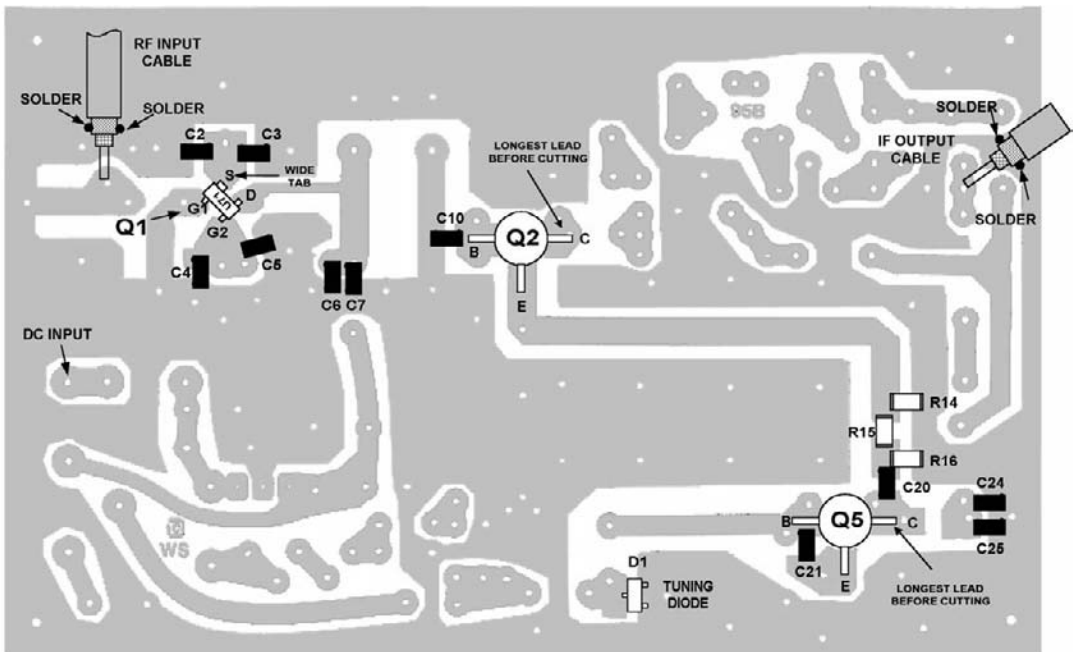 RF INPUT
CABLE
SOLDER
SOLDER
C2
C3
S
WIDE
TAB
D
U71
G1
Q1
G2
C4
C5
C6
C7
LONGEST LEAD
BEFORE CUTTING
C10
B
Q2
C
E
95B
SOLDER
IF OUTPUT
CABLE
SOLDER
DC INPUT
R14
R15
R16
C20
C24
C25
B
Q5
C
C21
E
LONGEST LEAD
BEFORE CUTTING
D1
TUNING
DIODE
WS